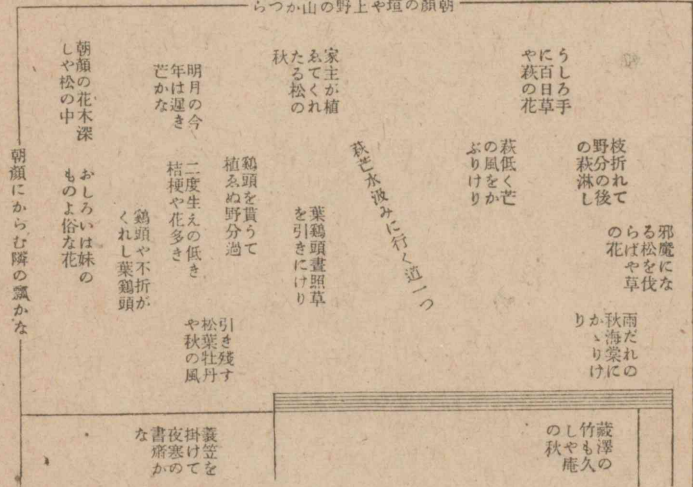 朝顔の垣や上野の山かつら
うしろ手
に百日草
や萩の花
枝折れて
野分の後
の萩淋し
邪魔にな
る松を伐
らばや草
の花
雨だれの
秋海棠に
かゝりけ
り
蔵澤の
竹も久
しや庵
の秋
萩低く芒
の風をか
ぶりけり
萩芒水汲みに行く道一つ
家主が植
ゑてくれ
たる松の
秋
葉鶏頭晝照草
を引きにけり
明月の今
年は遅き
芒かな
鶏頭を貰うて
植ゑぬ野分過
二度生えの低き
桔梗や花多き
鶏頭や不折が
くれし葉鶏頭
引き残す
松葉牡丹
や秋の風
蓑笠を
掛けて
夜寒の
書斎か
な
朝顔の花木深
しや松の中
おしろいは妹の
ものよ俗な花
朝顔にからむ隣の瓢かな